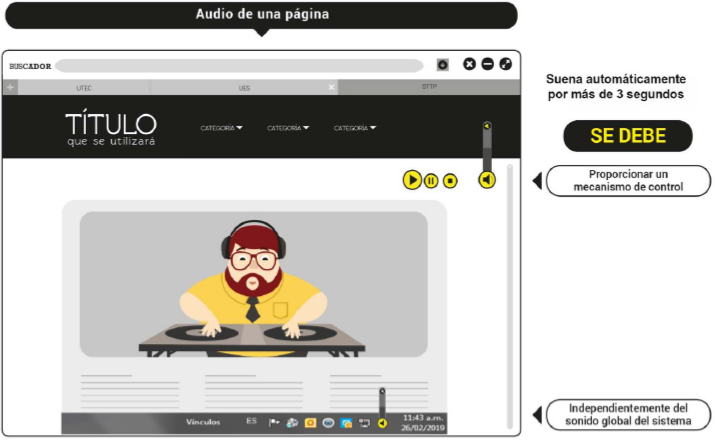 Audio de una página
BUSCADOR
UTEC
UES
DTTP
TÍTULO
que se utilizará
CATEGORÍA
CATEGORÍA
CATEGORÍA
Suena automáticamente
por más de 3 segundos
SE DEBE
Proporcionar un
mecanismo de control
Vínculos
ES
11:43 a.m.
26/02/2019
Independientemente del
sonido global del sistema